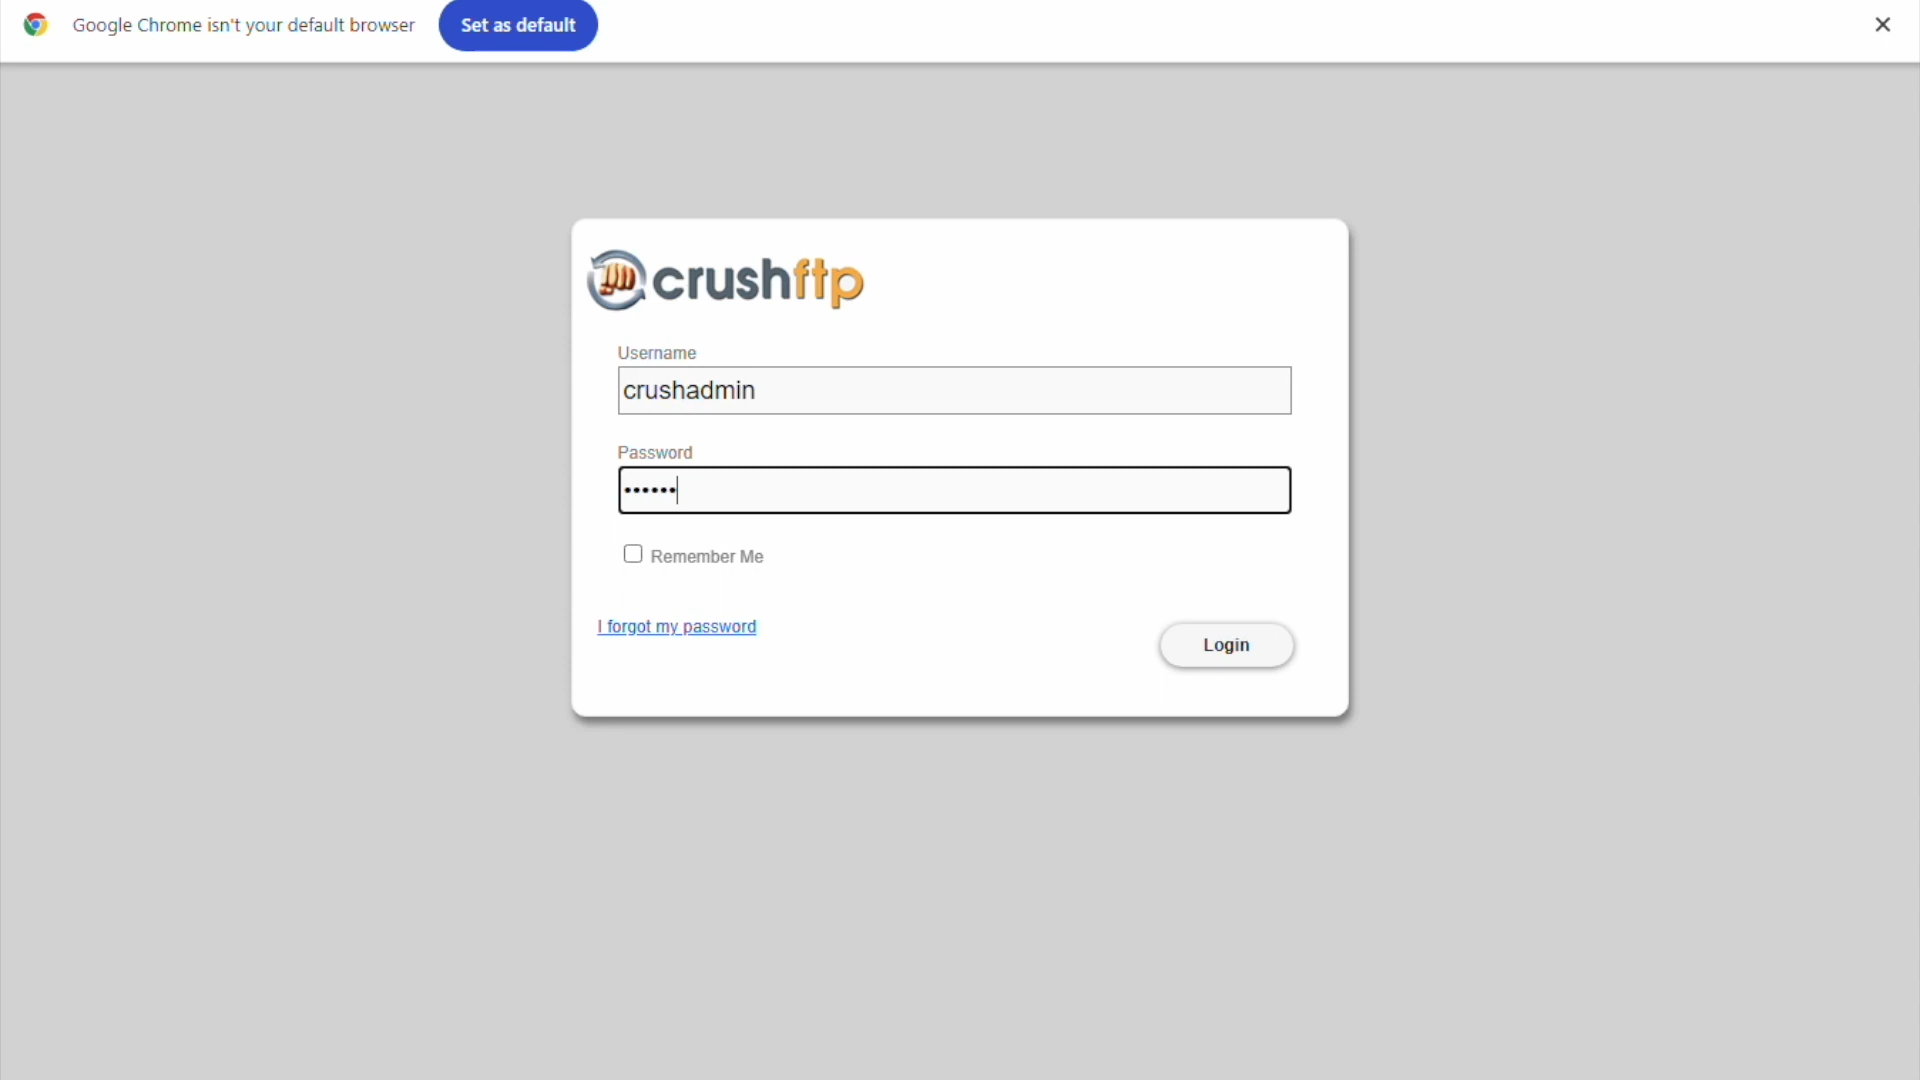 Google Chrome isn't your default browser
Set as default
crushftp
Username
crushadmin
Password
••••••
Remember Me
I forgot my password
Login